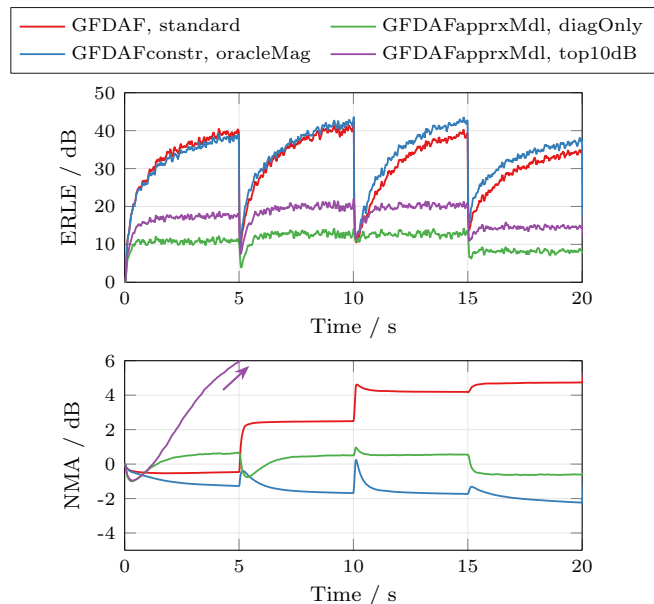 GFDAF, standard
GFDAFapprxMdl, diagOnly
GFDAFconstr, oracleMag
GFDAFapprxMdl, top10dB
50
40
30
20
10
0
ERLE / dB
0
5
10
15
20
Time / s
6
4
2
0
-2
-4
NMA / dB
0
5
10
15
20
Time / s